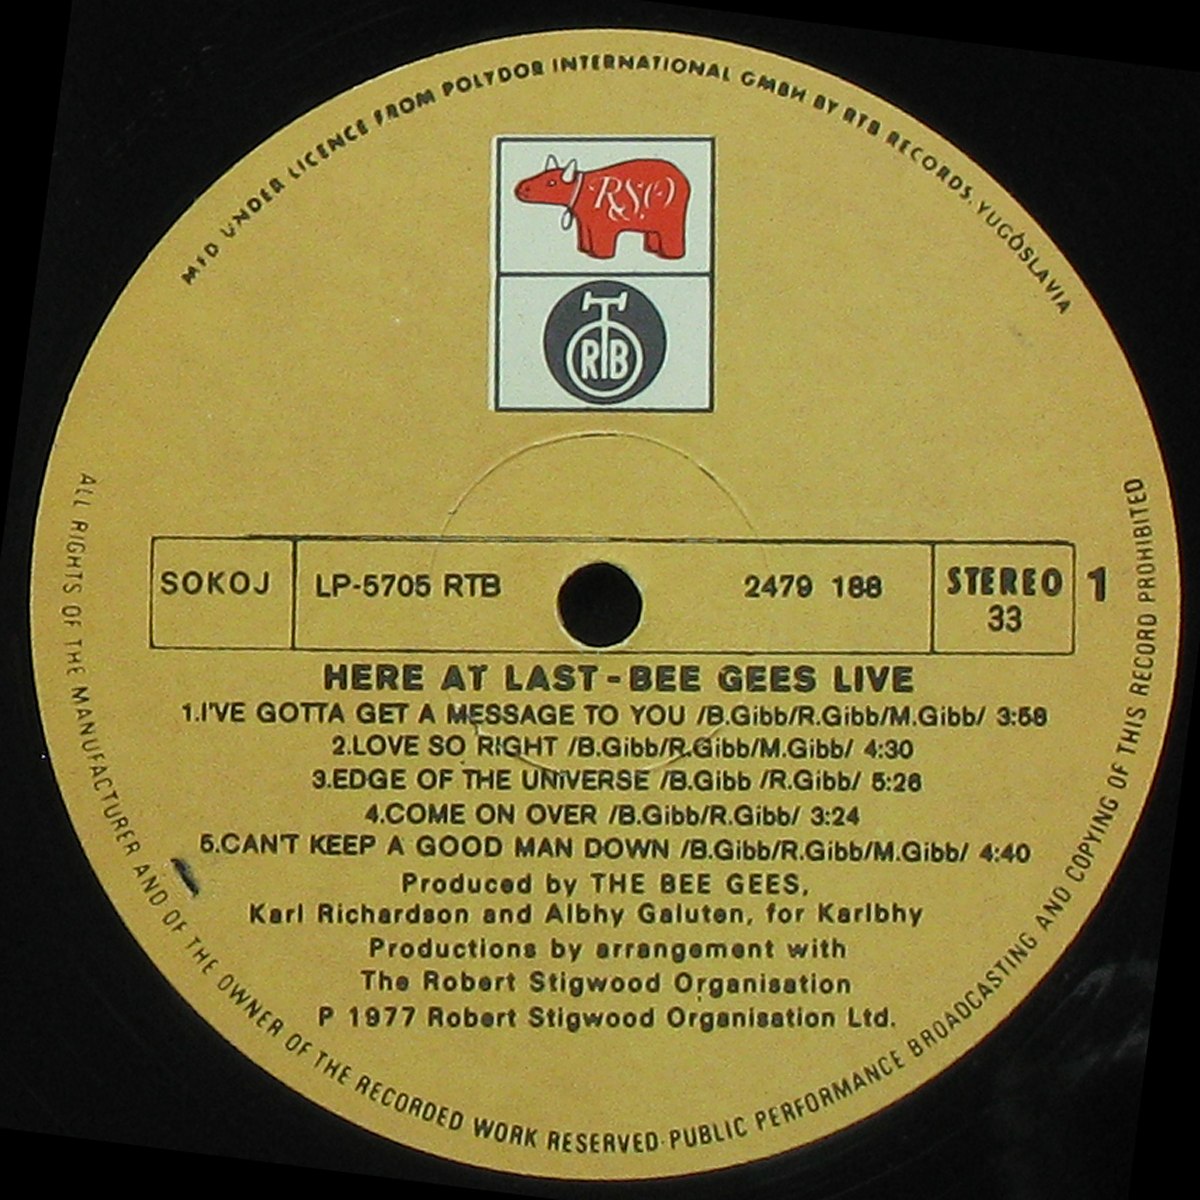 MFD UNDER LICENCE FROM POLYDOR INTERNATIONAL GMBH BY RTB RECORDS. YUGOSLAVIA
RSO
RTB
SOKOJ
LP-5705 RTB
2479 188
STEREO
33
1
HERE AT LAST - BEE GEES LIVE
1.I'VE GOTTA GET A MESSAGE TO YOU /B.Gibb/R.Gibb/M.Gibb/ 3:58
2.LOVE SO RIGHT /B.Gibb/R.Gibb/M.Gibb/ 4:30
3.EDGE OF THE UNIVERSE /B.Gibb /R.Gibb/ 5:26
4.COME ON OVER /B.Gibb/R.Gibb/ 3:24
5.CAN'T KEEP A GOOD MAN DOWN /B.Gibb/R.Gibb/M.Gibb/ 4:40
Produced by THE BEE GEES,
Karl Richardson and Albhy Galuten, for Karlbhy
Productions by arrangement with
The Robert Stigwood Organisation
P 1977 Robert Stigwood Organisation Ltd.
ALL RIGHTS OF THE MANUFACTURER AND OF THE OWNER OF THE RECORDED WORK RESERVED·PUBLIC PERFORMANCE BROADCASTING AND COPYING OF THIS RECORD PROHIBITED